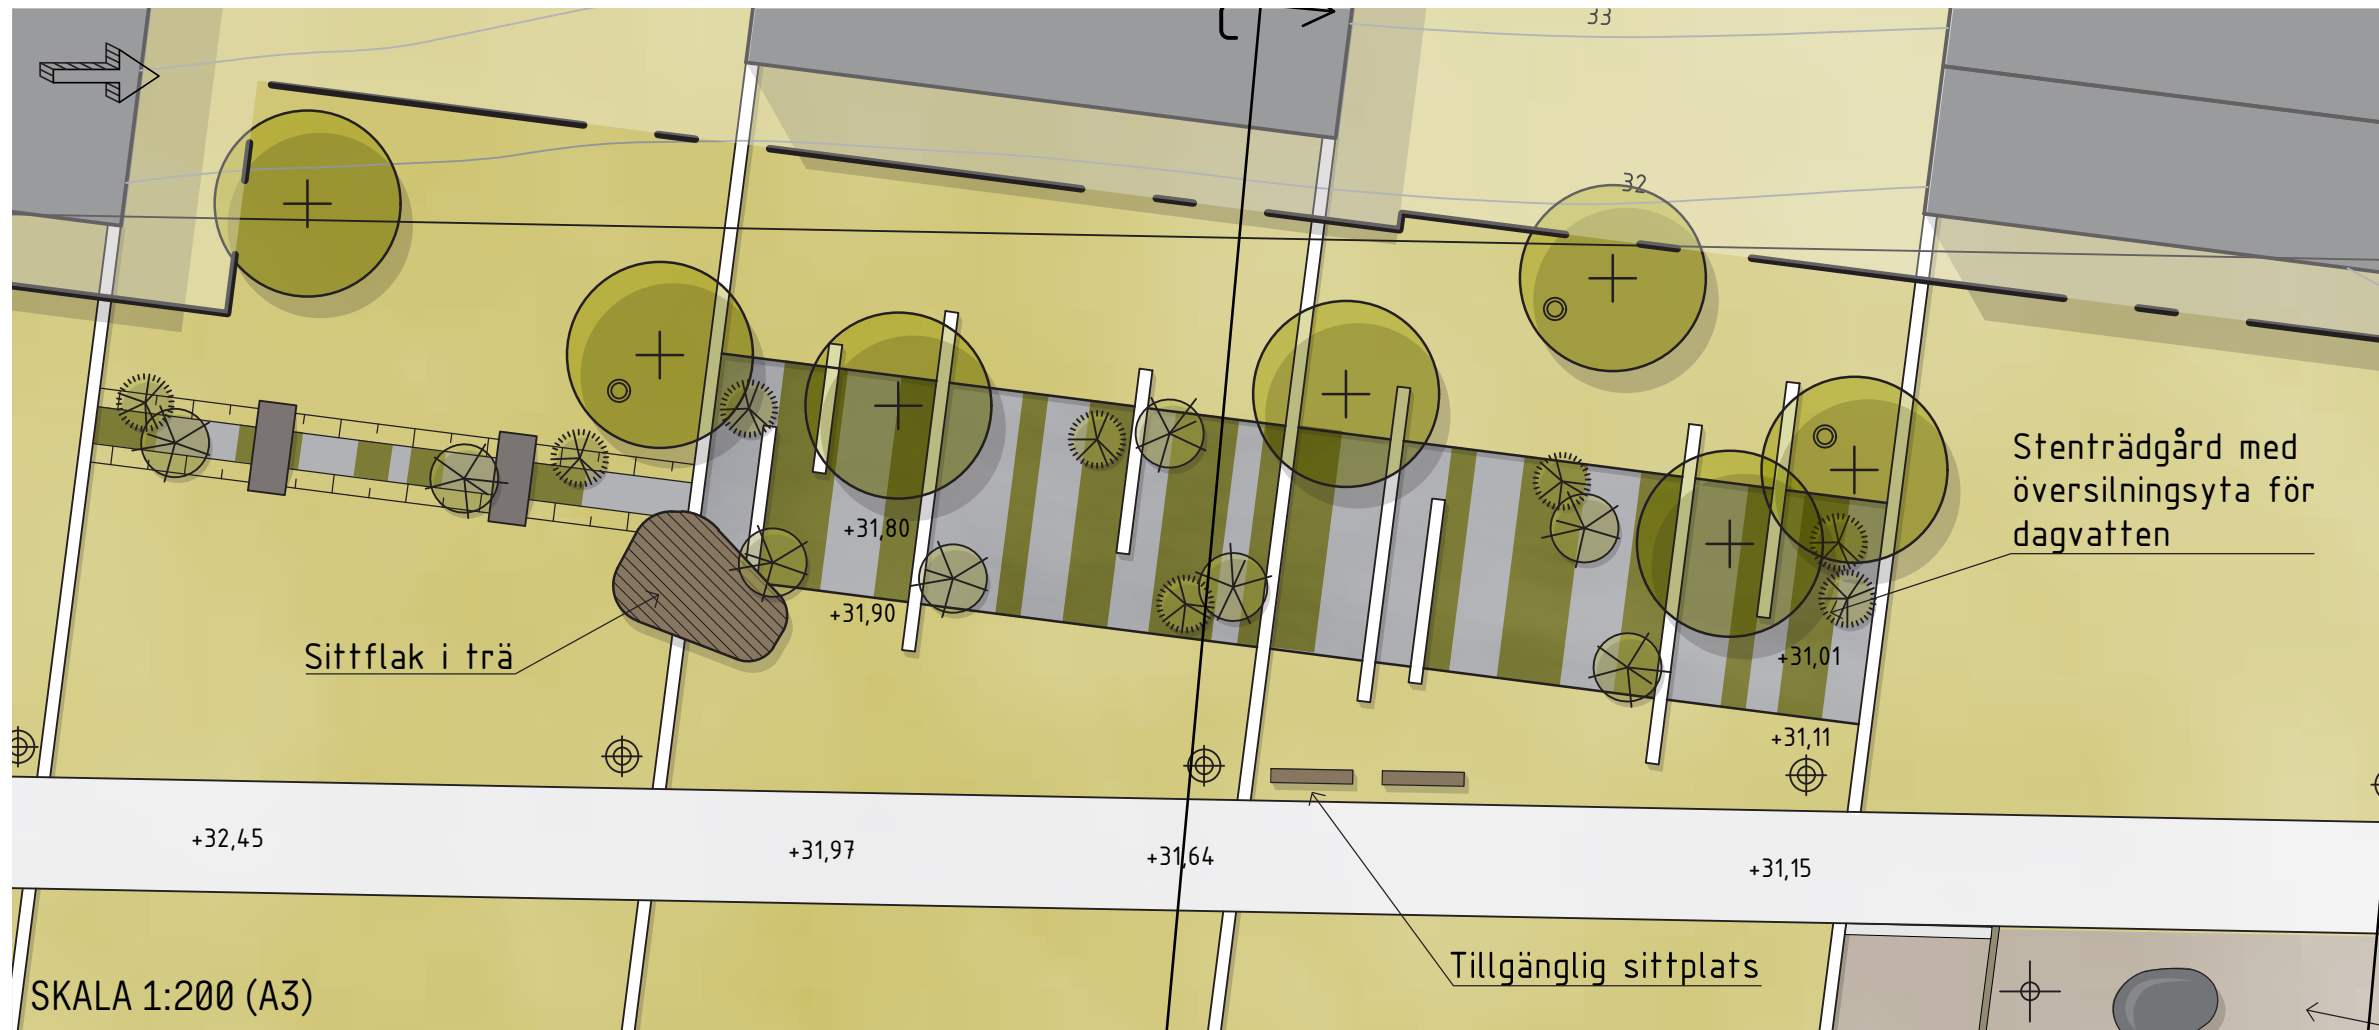 33
32
Stenträdgård med
översilningsyta för
dagvatten
+31,80
+31,90
Sittflak i trä
+31,01
+31,11
+32,45
+31,97
+31,64
+31,15
Tillgänglig sittplats
SKALA 1:200 (A3)